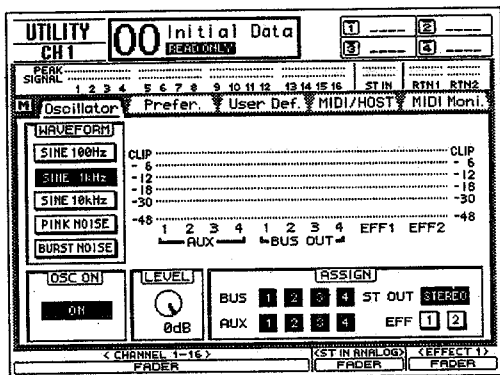 UTILITY
CH1
00 Initial Data
READ ONLY
1 ---- 2 ----
3 ---- 4 ----
PEAK
SIGNAL
1 2 3 4 5 6 7 8 9 10 11 12 13 14 15 16 ST IN RTN1 RTN2
M Oscillator Prefer. User Def. MIDI/HOST MIDI Moni.
WAVEFORM
SINE 100Hz
SINE 1kHz
SINE 10kHz
PINK NOISE
BURST NOISE
CLIP CLIP
- 6 - 6
-12 -12
-18 -18
-30 -30
-48 -48
1 2 3 4 1 2 3 4 EFF1 EFF2
AUX BUS OUT
OSC ON
ON
LEVEL
0dB
ASSIGN
BUS 1 2 3 4 ST OUT STEREO
AUX 1 2 3 4 EFF 1 2
< CHANNEL 1-16 > <ST IN ANALOG> <EFFECT 1>
FADER FADER FADER